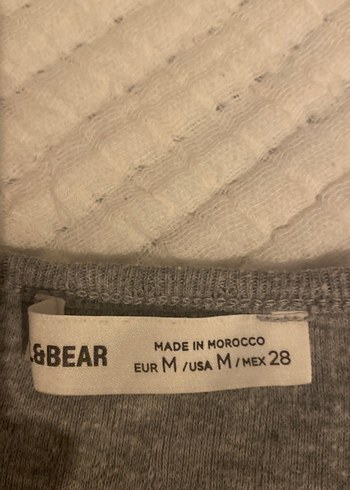 &BEAR
MADE IN MOROCCO
EUR M / USA M / MEX 28